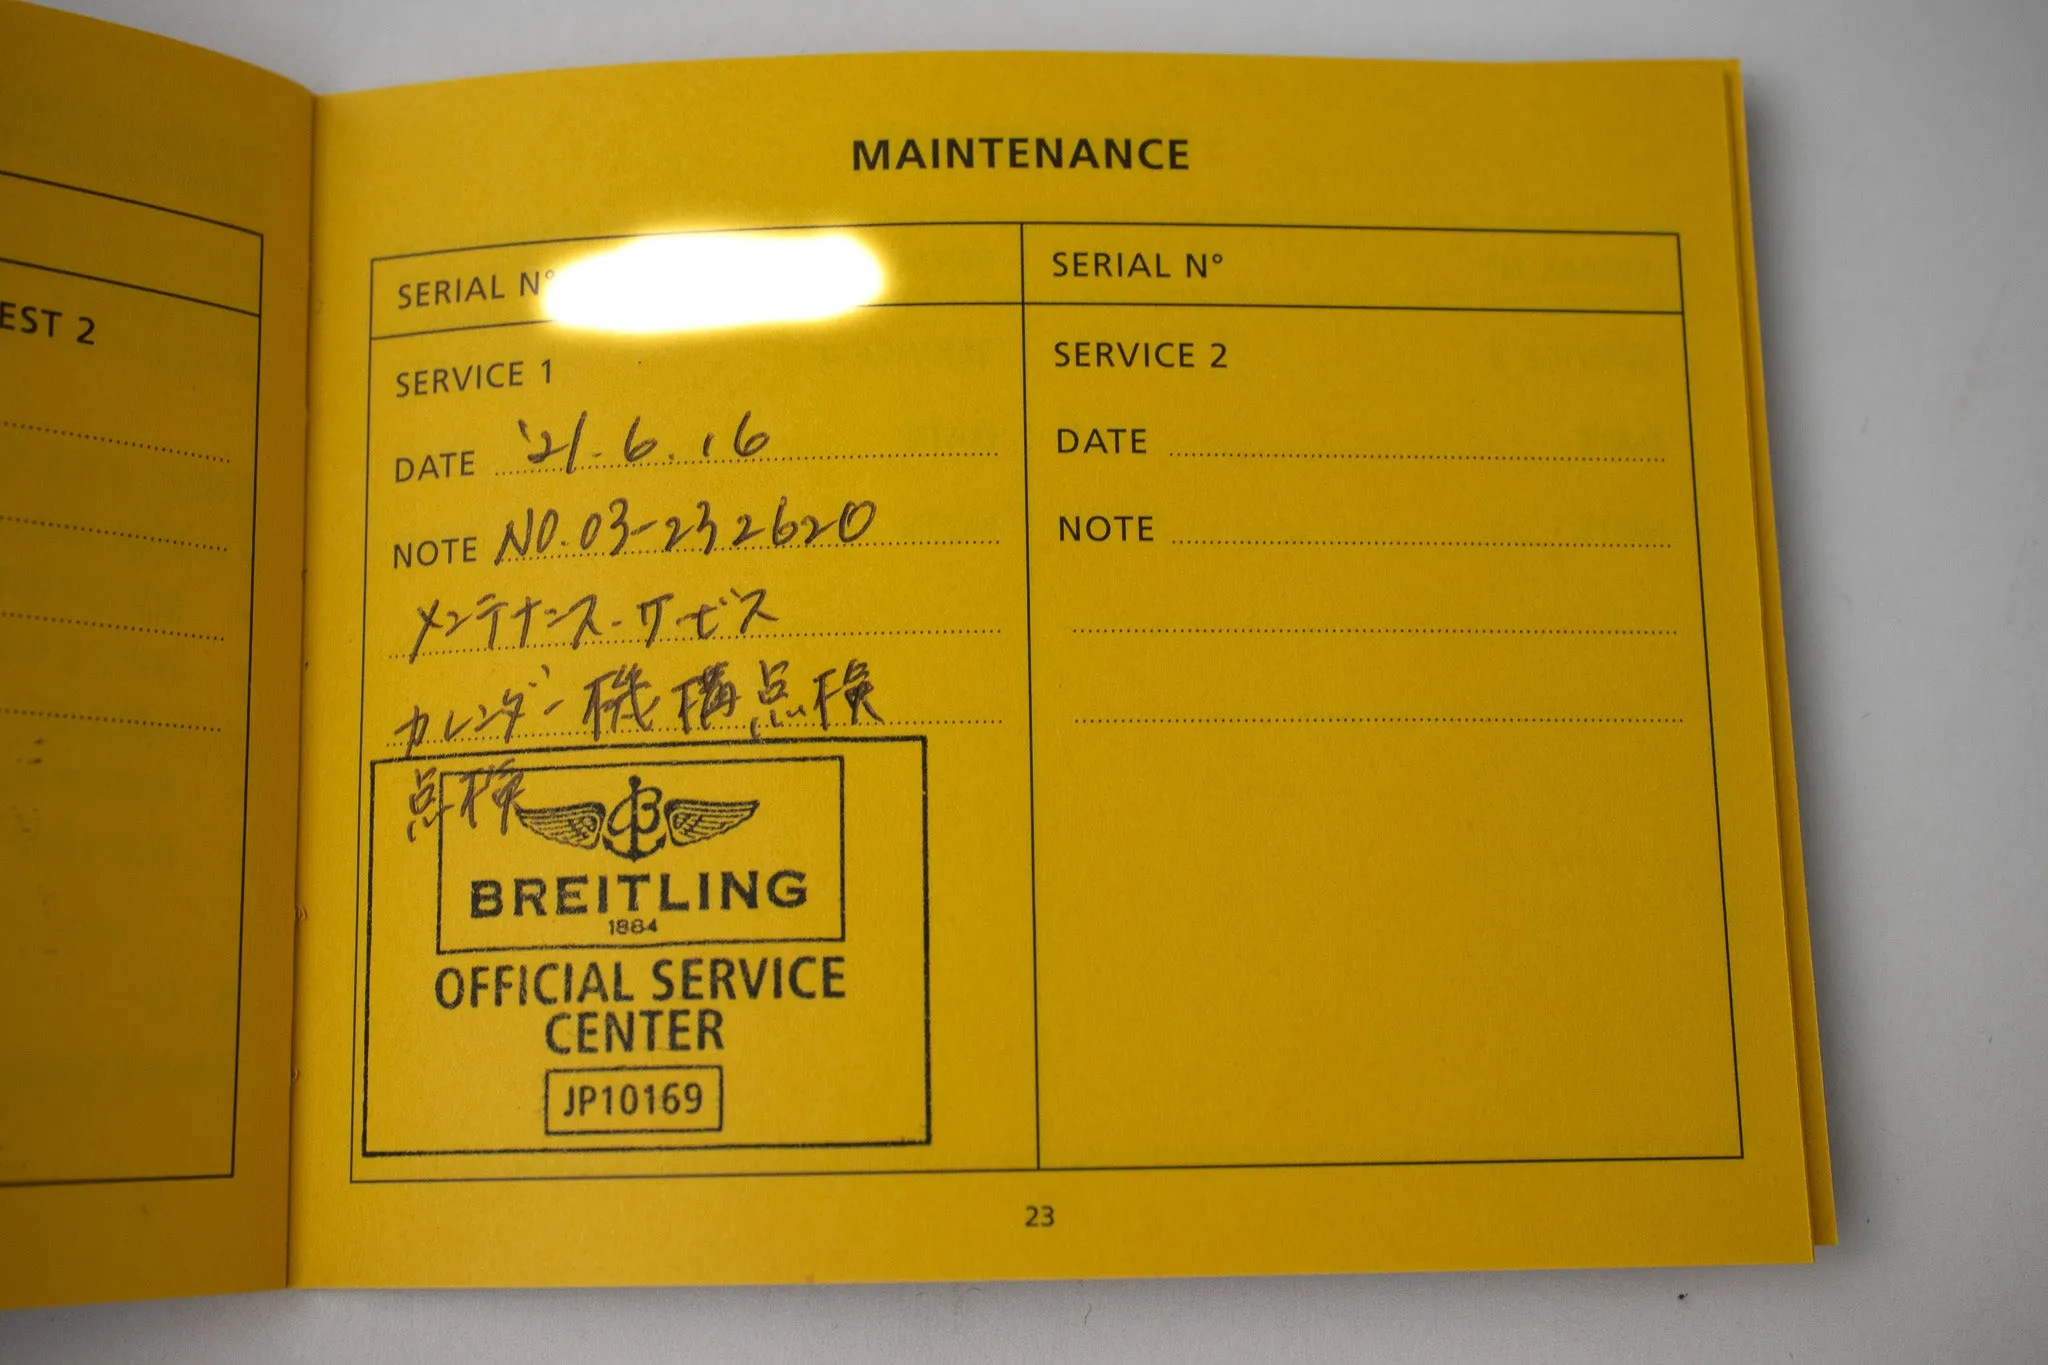 EST 2
MAINTENANCE
SERIAL N°
SERVICE 1
DATE '21.6.16
NOTE NO.03-232620
メンテナンス・サービス
カレンダー機構点検
点検
BREITLING
1884
OFFICIAL SERVICE
CENTER
JP10169
SERIAL N°
SERVICE 2
DATE
NOTE
23